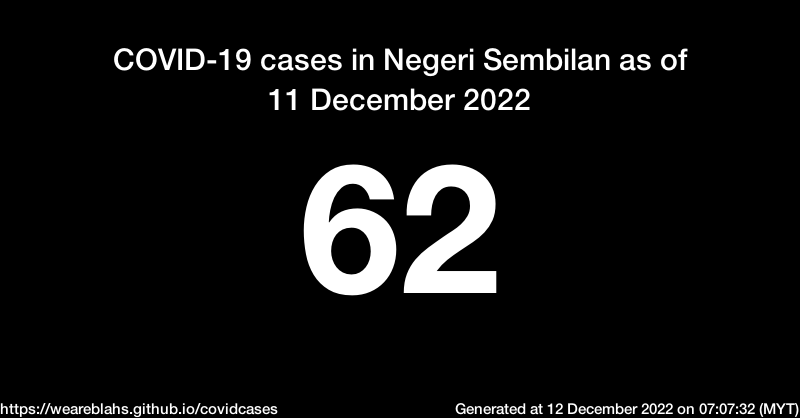 COVID-19 cases in Negeri Sembilan as of
11 December 2022
62
https://weareblahs.github.io/covidcases
Generated at 12 December 2022 on 07:07:32 (MYT)